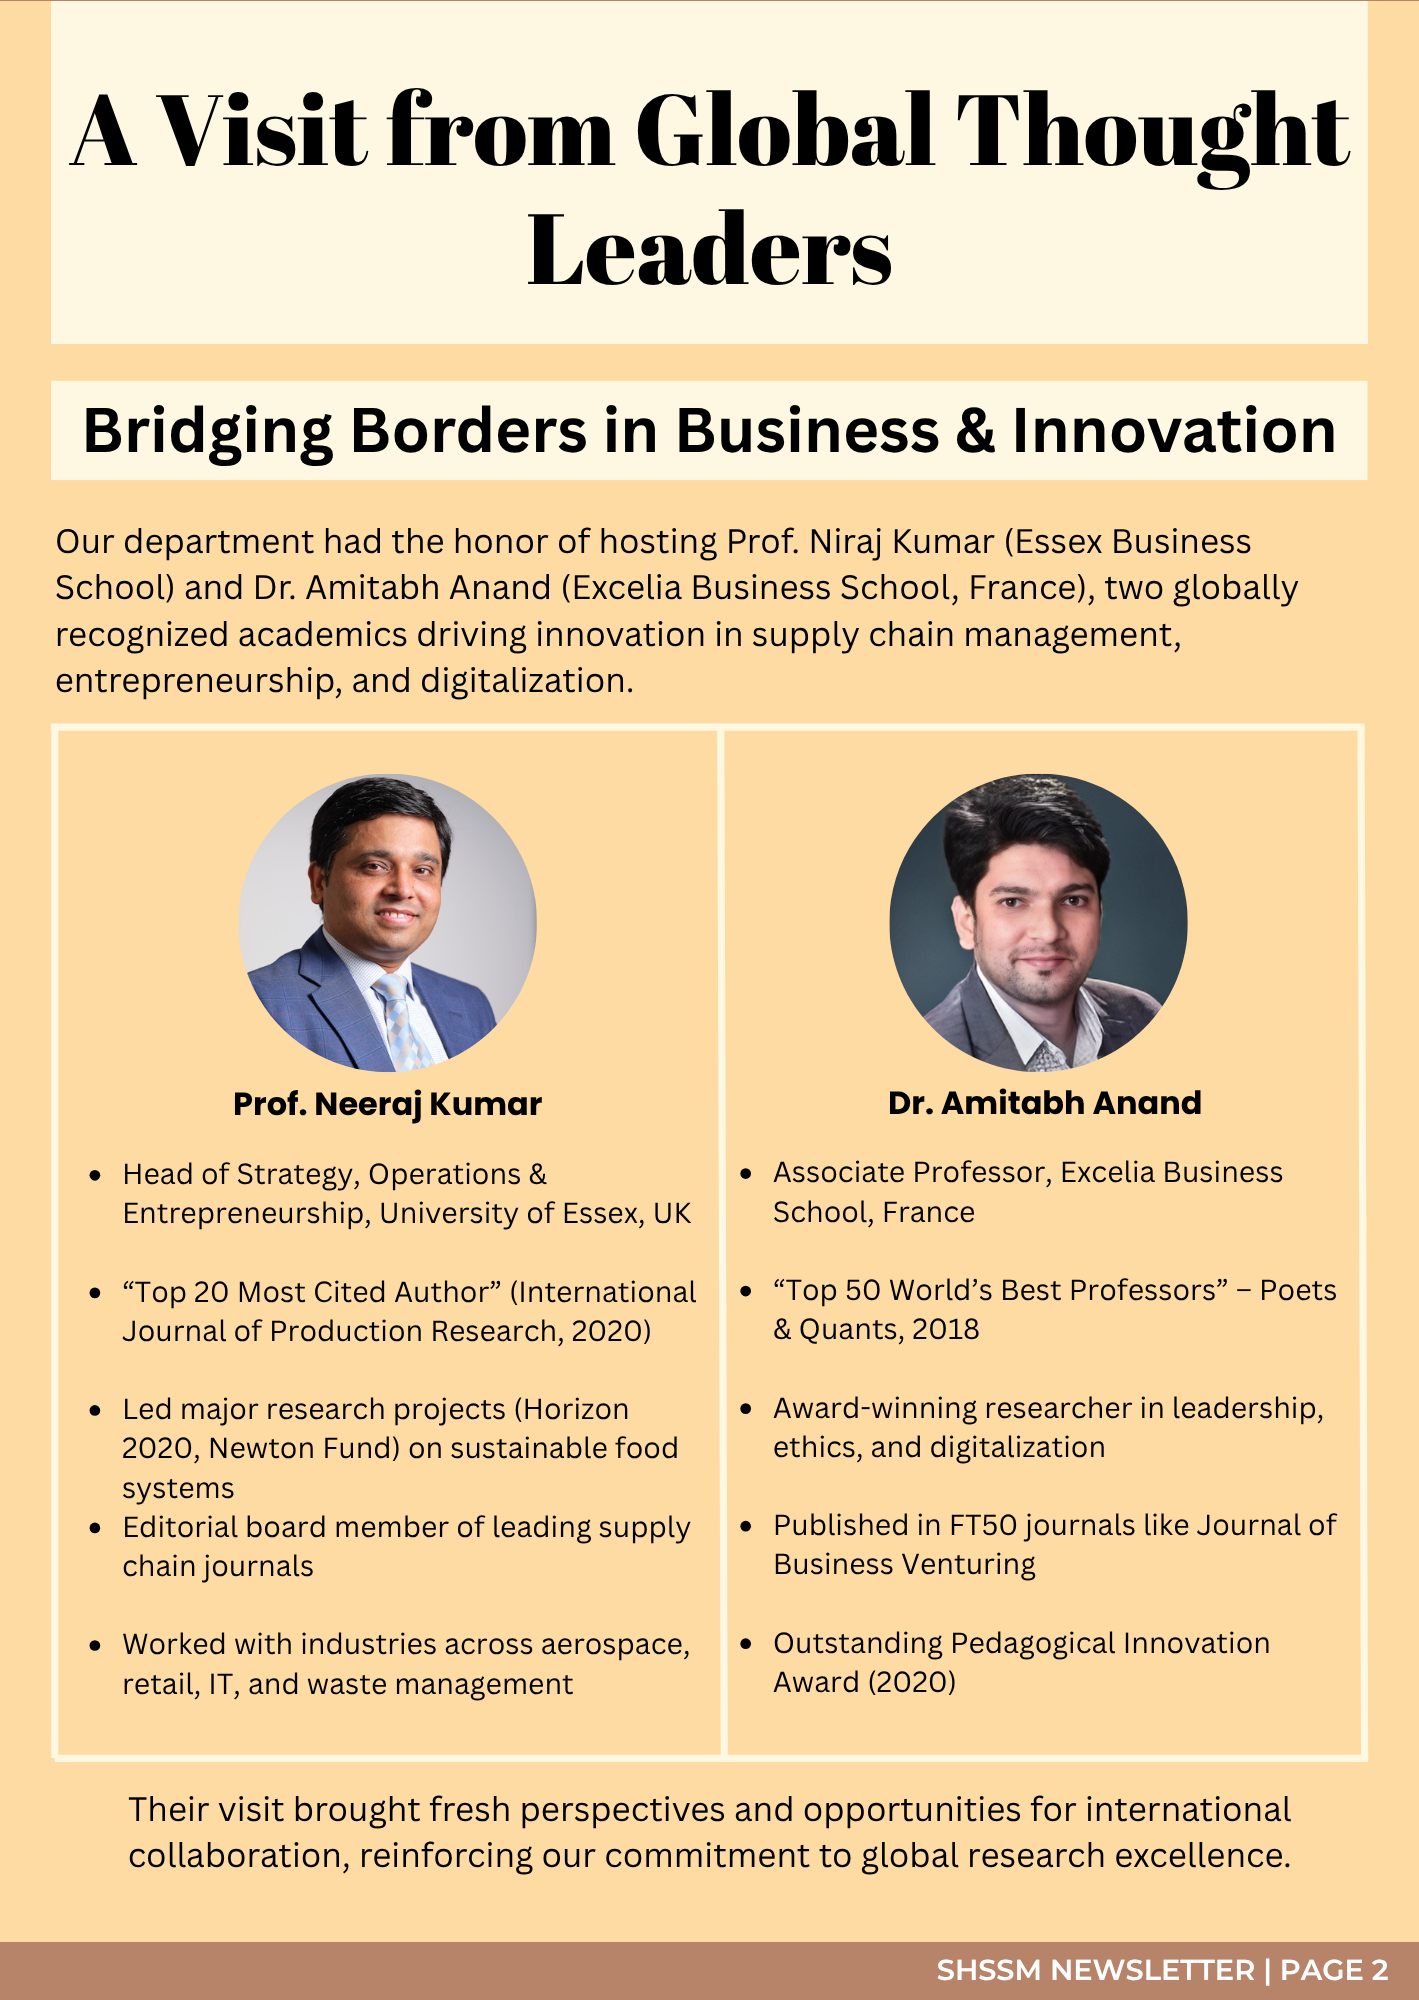 A Visit from Global Thought
Leaders
Bridging Borders in Business & Innovation
Our department had the honor of hosting Prof. Niraj Kumar (Essex Business
School) and Dr. Amitabh Anand (Excelia Business School, France), two globally
recognized academics driving innovation in supply chain management,
entrepreneurship, and digitalization.
Prof. Neeraj Kumar
• Head of Strategy, Operations &
Entrepreneurship, University of Essex, UK
• “Top 20 Most Cited Author” (International
Journal of Production Research, 2020)
• Led major research projects (Horizon
2020, Newton Fund) on sustainable food
systems
• Editorial board member of leading supply
chain journals
• Worked with industries across aerospace,
retail, IT, and waste management
Dr. Amitabh Anand
• Associate Professor, Excelia Business
School, France
• “Top 50 World’s Best Professors” – Poets
& Quants, 2018
• Award-winning researcher in leadership,
ethics, and digitalization
• Published in FT50 journals like Journal of
Business Venturing
• Outstanding Pedagogical Innovation
Award (2020)
Their visit brought fresh perspectives and opportunities for international
collaboration, reinforcing our commitment to global research excellence.
SHSSM NEWSLETTER | PAGE 2